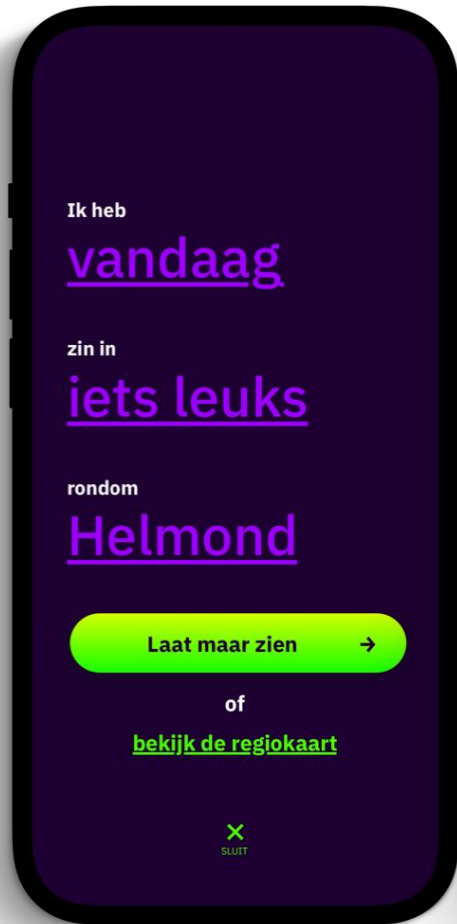 Ik heb
vandaag
zin in
iets leuks
rondom
Helmond
Laat maar zien →
of
bekijk de regiokaart
SLUIT